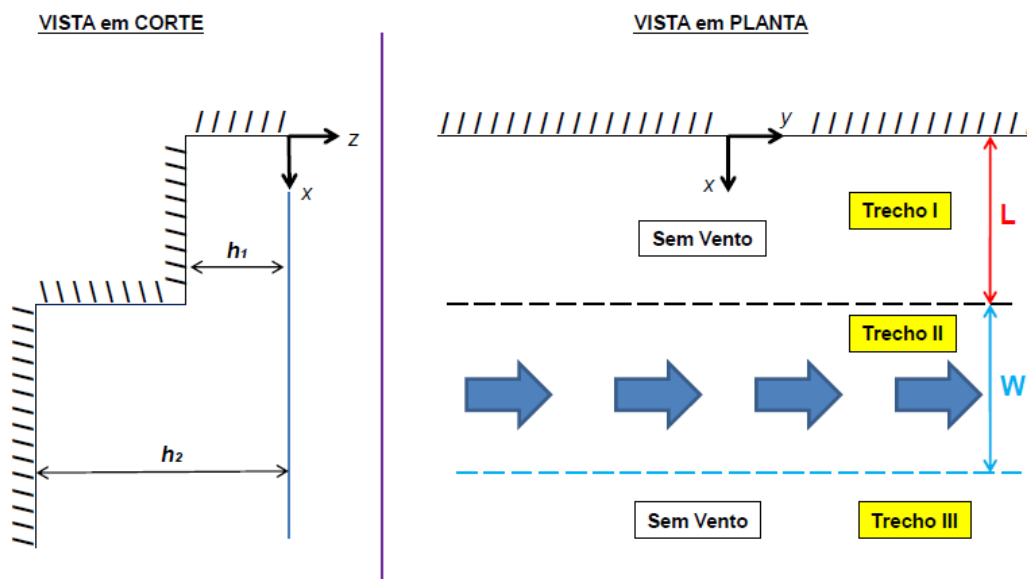 VISTA em CORTE
z
x
h1
h2
VISTA em PLANTA
y
x
Trecho I
L
Sem Vento
Trecho II
W
Sem Vento
Trecho III